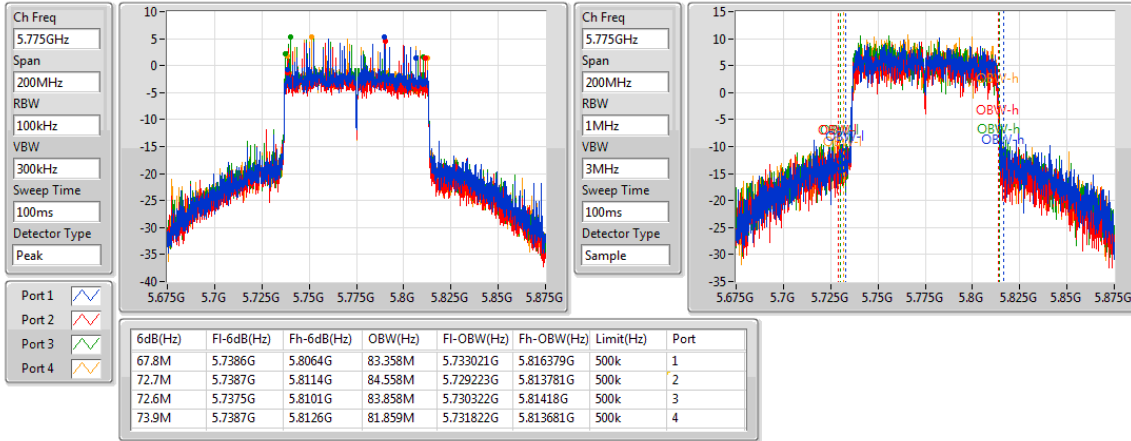 Ch Freq
5.775GHz
Span
200MHz
RBW
100kHz
VBW
300kHz
Sweep Time
100ms
Detector Type
Peak
10
5
0
-5
-10
-15
-20
-25
-30
-35
-40
5.675G 5.7G 5.725G 5.75G 5.775G 5.8G 5.825G 5.85G 5.875G
Ch Freq
5.775GHz
Span
200MHz
RBW
1MHz
VBW
3MHz
Sweep Time
100ms
Detector Type
Sample
15
10
5
0
-5
-10
-15
-20
-25
-30
-35
OBW-h
OBW-h
OBW-h
OBW-h
OBW-l
5.675G 5.7G 5.725G 5.75G 5.775G 5.8G 5.825G 5.85G 5.875G
Port 1
Port 2
Port 3
Port 4
6dB(Hz) Fl-6dB(Hz) Fh-6dB(Hz) OBW(Hz) Fl-OBW(Hz) Fh-OBW(Hz) Limit(Hz) Port
67.8M 5.7386G 5.8064G 83.358M 5.733021G 5.816379G 500k 1
72.7M 5.7387G 5.8114G 84.558M 5.729223G 5.813781G 500k 2
72.6M 5.7375G 5.8101G 83.858M 5.730322G 5.81418G 500k 3
73.9M 5.7387G 5.8126G 81.859M 5.731822G 5.813681G 500k 4